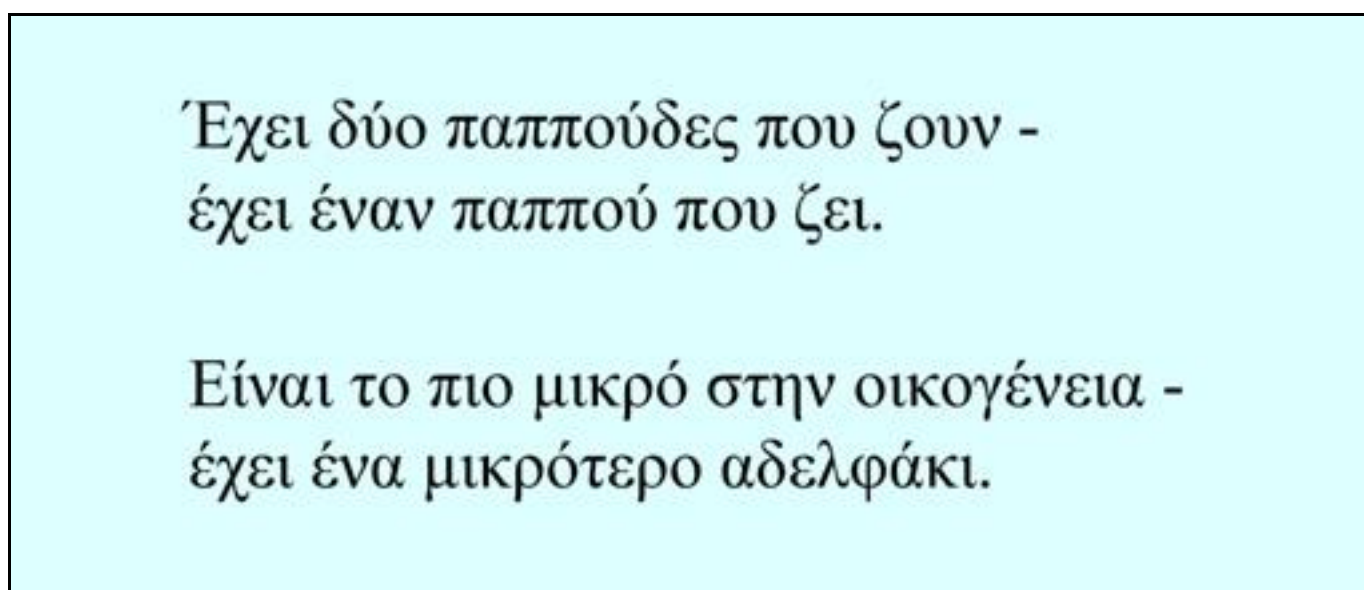 Έχει δύο παππούδες που ζουν -
έχει έναν παππού που ζει.
Είναι το πιο μικρό στην οικογένεια -
έχει ένα μικρότερο αδελφάκι.